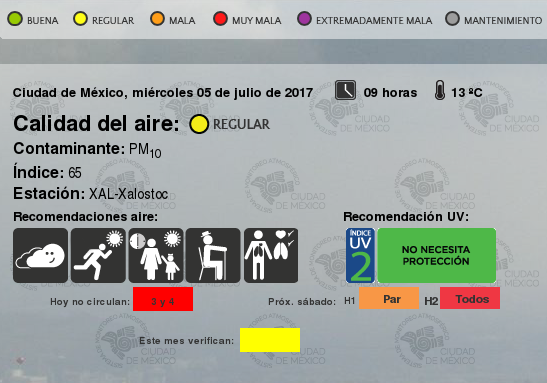 BUENA REGULAR MALA MUY MALA EXTREMADAMENTE MALA MANTENIMIENTO
Ciudad de México, miércoles 05 de julio de 2017 09 horas 13 ºC
Calidad del aire: REGULAR
Contaminante: PM10
Índice: 65
Estación: XAL-Xalostoc
Recomendaciones aire: Recomendación UV:
ÍNDICE
UV
2
NO NECESITA
PROTECCIÓN
Hoy no circulan: 3 y 4 Próx. sábado: H1 Par H2 Todos
Este mes verifican:
CIUDAD
DE MÉXICO